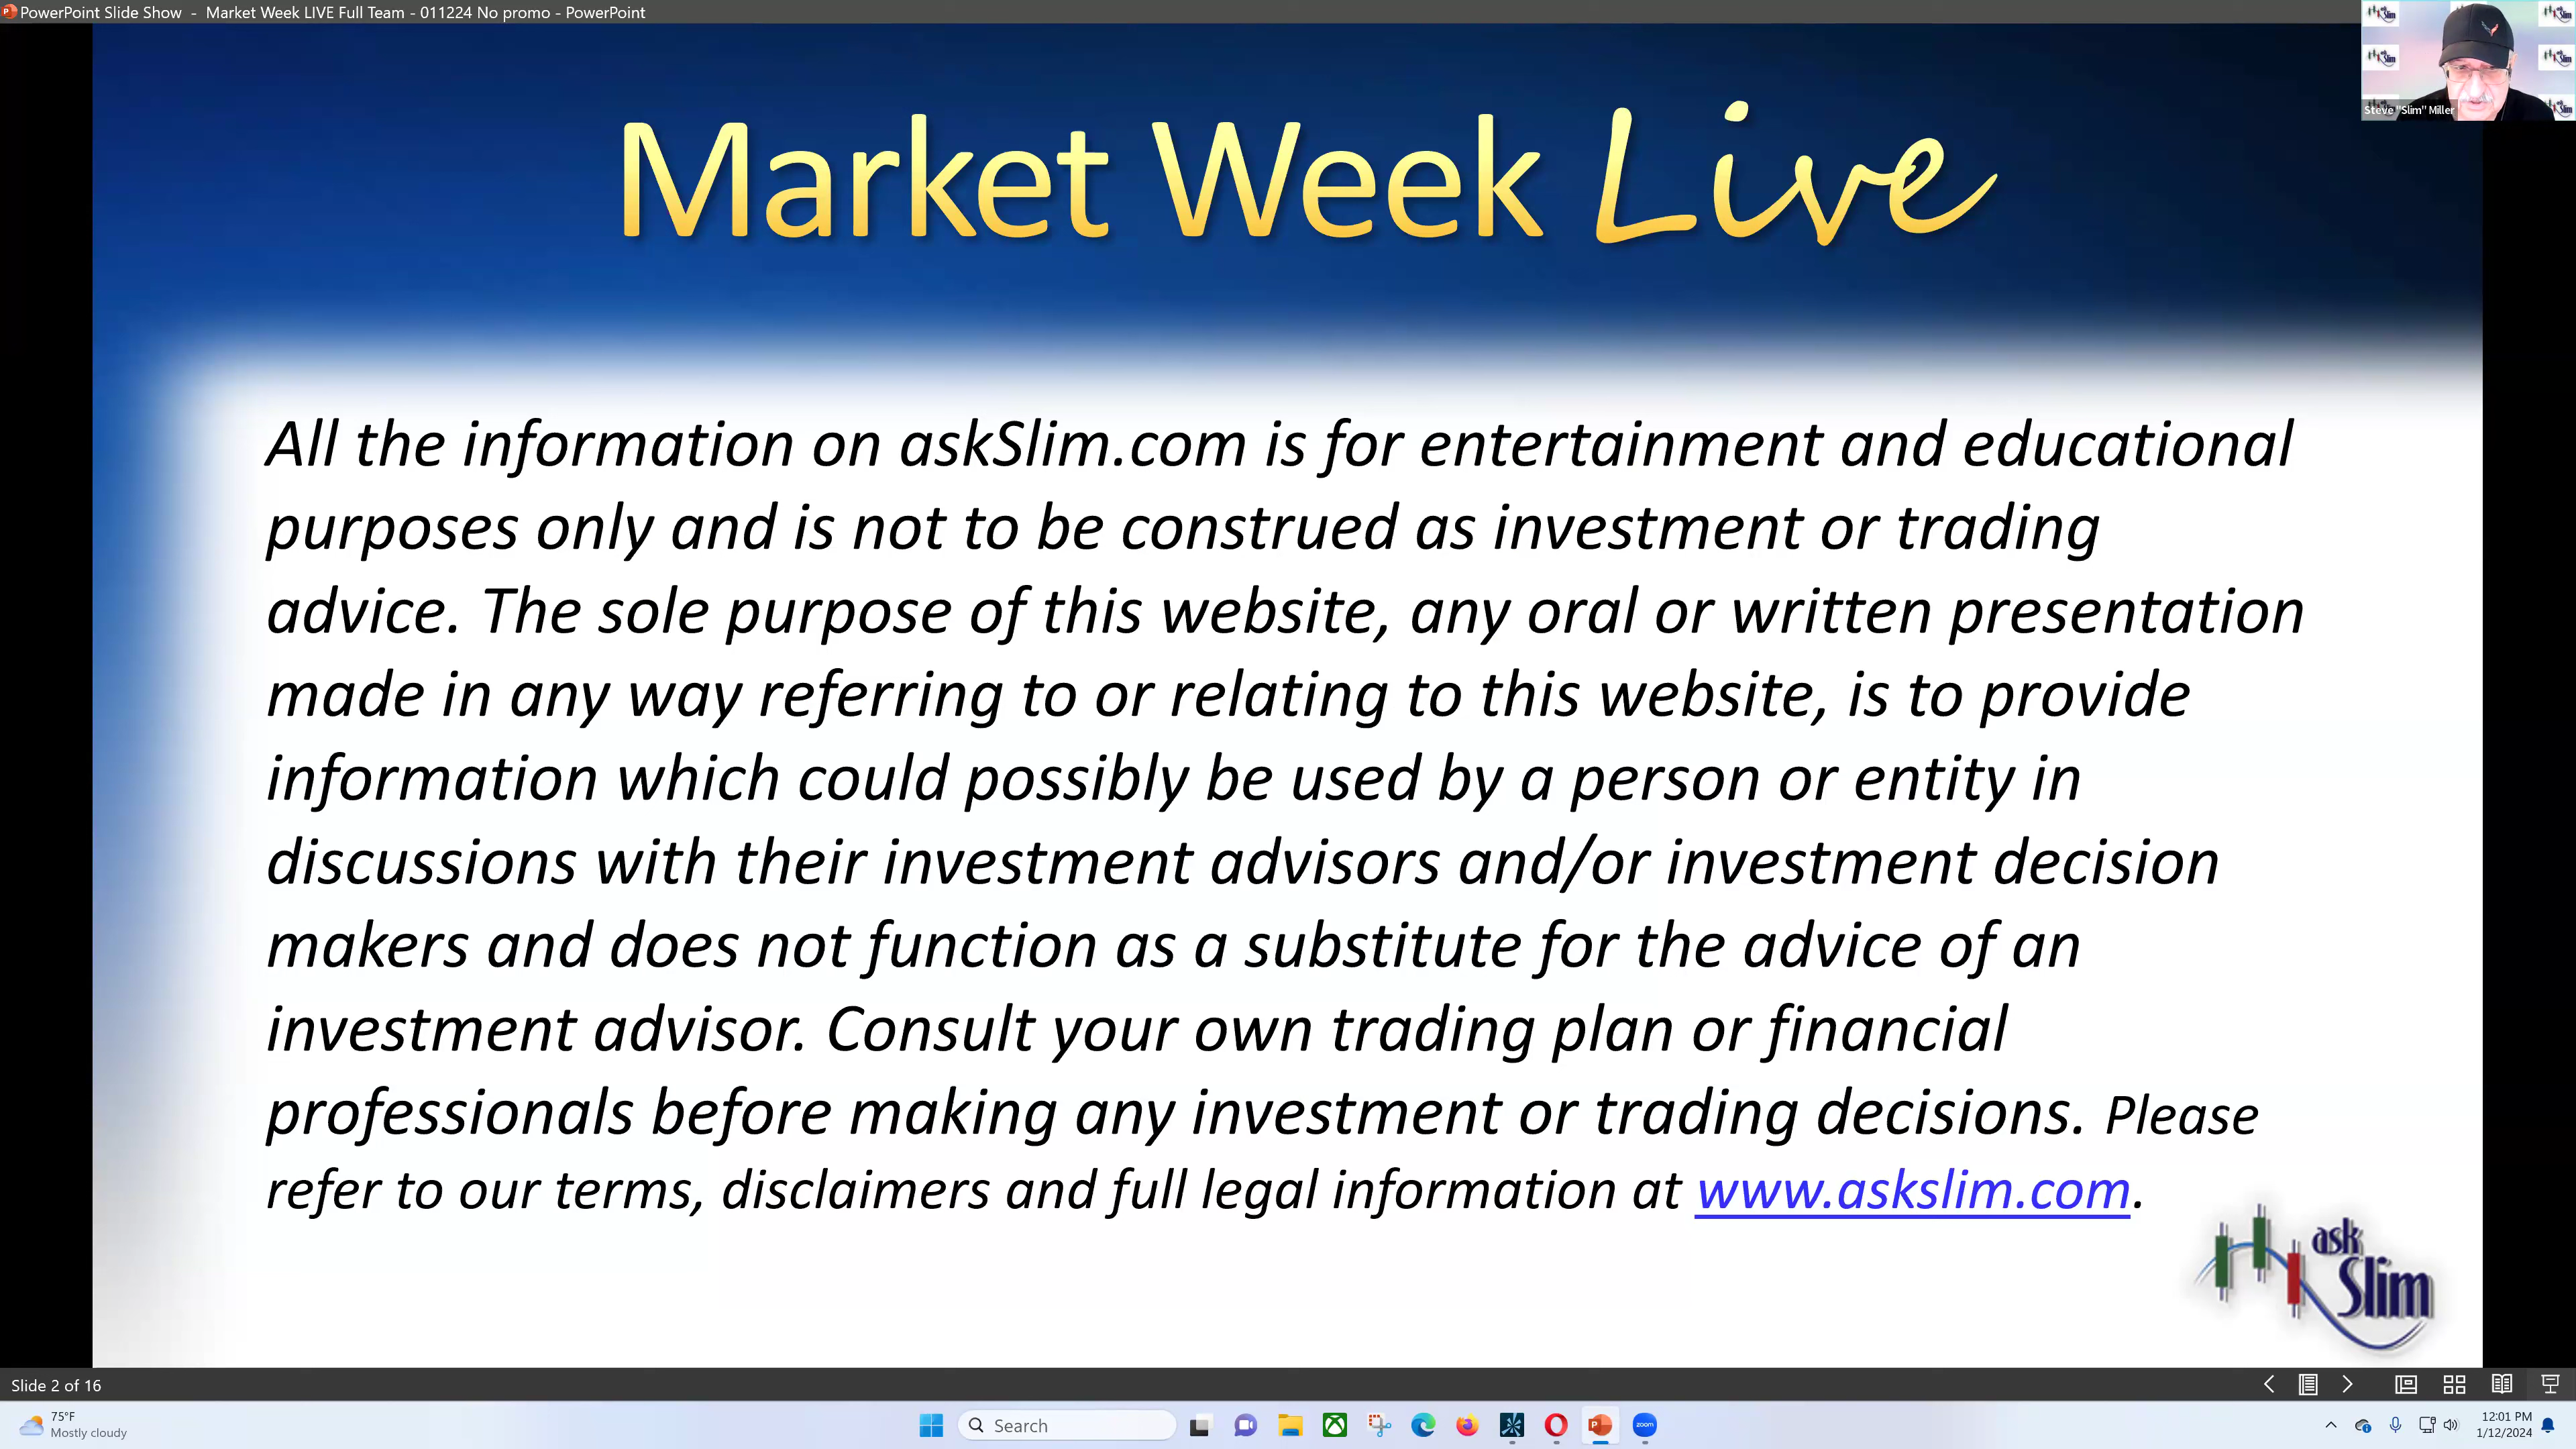 PowerPoint Slide Show - Market Week LIVE Full Team - 011224 No promo - PowerPoint
Steve "Slim" Miller
Market Week Live
All the information on askSlim.com is for entertainment and educational
purposes only and is not to be construed as investment or trading
advice. The sole purpose of this website, any oral or written presentation
made in any way referring to or relating to this website, is to provide
information which could possibly be used by a person or entity in
discussions with their investment advisors and/or investment decision
makers and does not function as a substitute for the advice of an
investment advisor. Consult your own trading plan or financial
professionals before making any investment or trading decisions. Please
refer to our terms, disclaimers and full legal information at www.askslim.com.
ask
Slim
Slide 2 of 16
75°F
Mostly cloudy
Search
zoom
12:01 PM
1/12/2024